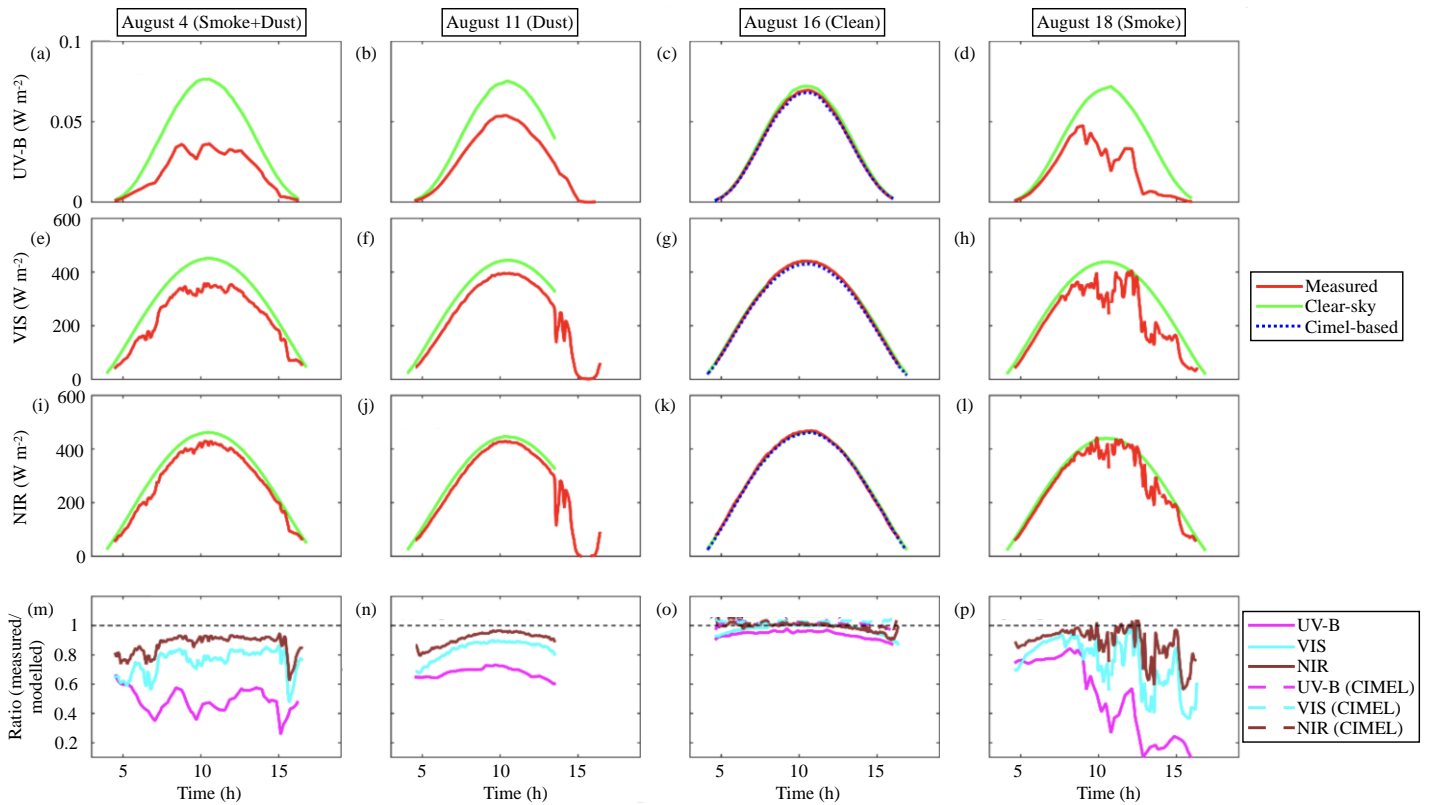 August 4 (Smoke+Dust) August 11 (Dust) August 16 (Clean) August 18 (Smoke)
(a) (b) (c) (d)
UV-B (W m-2)
0.1
0.05
0
(e) (f) (g) (h)
VIS (W m-2)
600
400
200
0
Measured
Clear-sky
Cimel-based
(i) (j) (k) (l)
NIR (W m-2)
600
400
200
0
(m) (n) (o) (p)
Ratio (measured/
modelled)
1
0.8
0.6
0.4
0.2
UV-B
VIS
NIR
UV-B (CIMEL)
VIS (CIMEL)
NIR (CIMEL)
5 10 15 5 10 15 5 10 15 5 10 15
Time (h) Time (h) Time (h) Time (h)